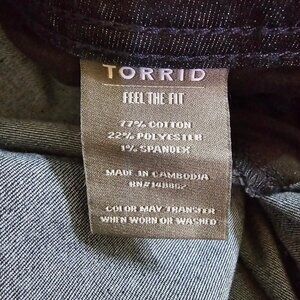 TORRID
FEEL THE FIT
77% COTTON
22% POLYESTER
1% SPANDEX
MADE IN CAMBODIA
RN#148802
COLOR MAY TRANSFER
WHEN WORN OR WASHED